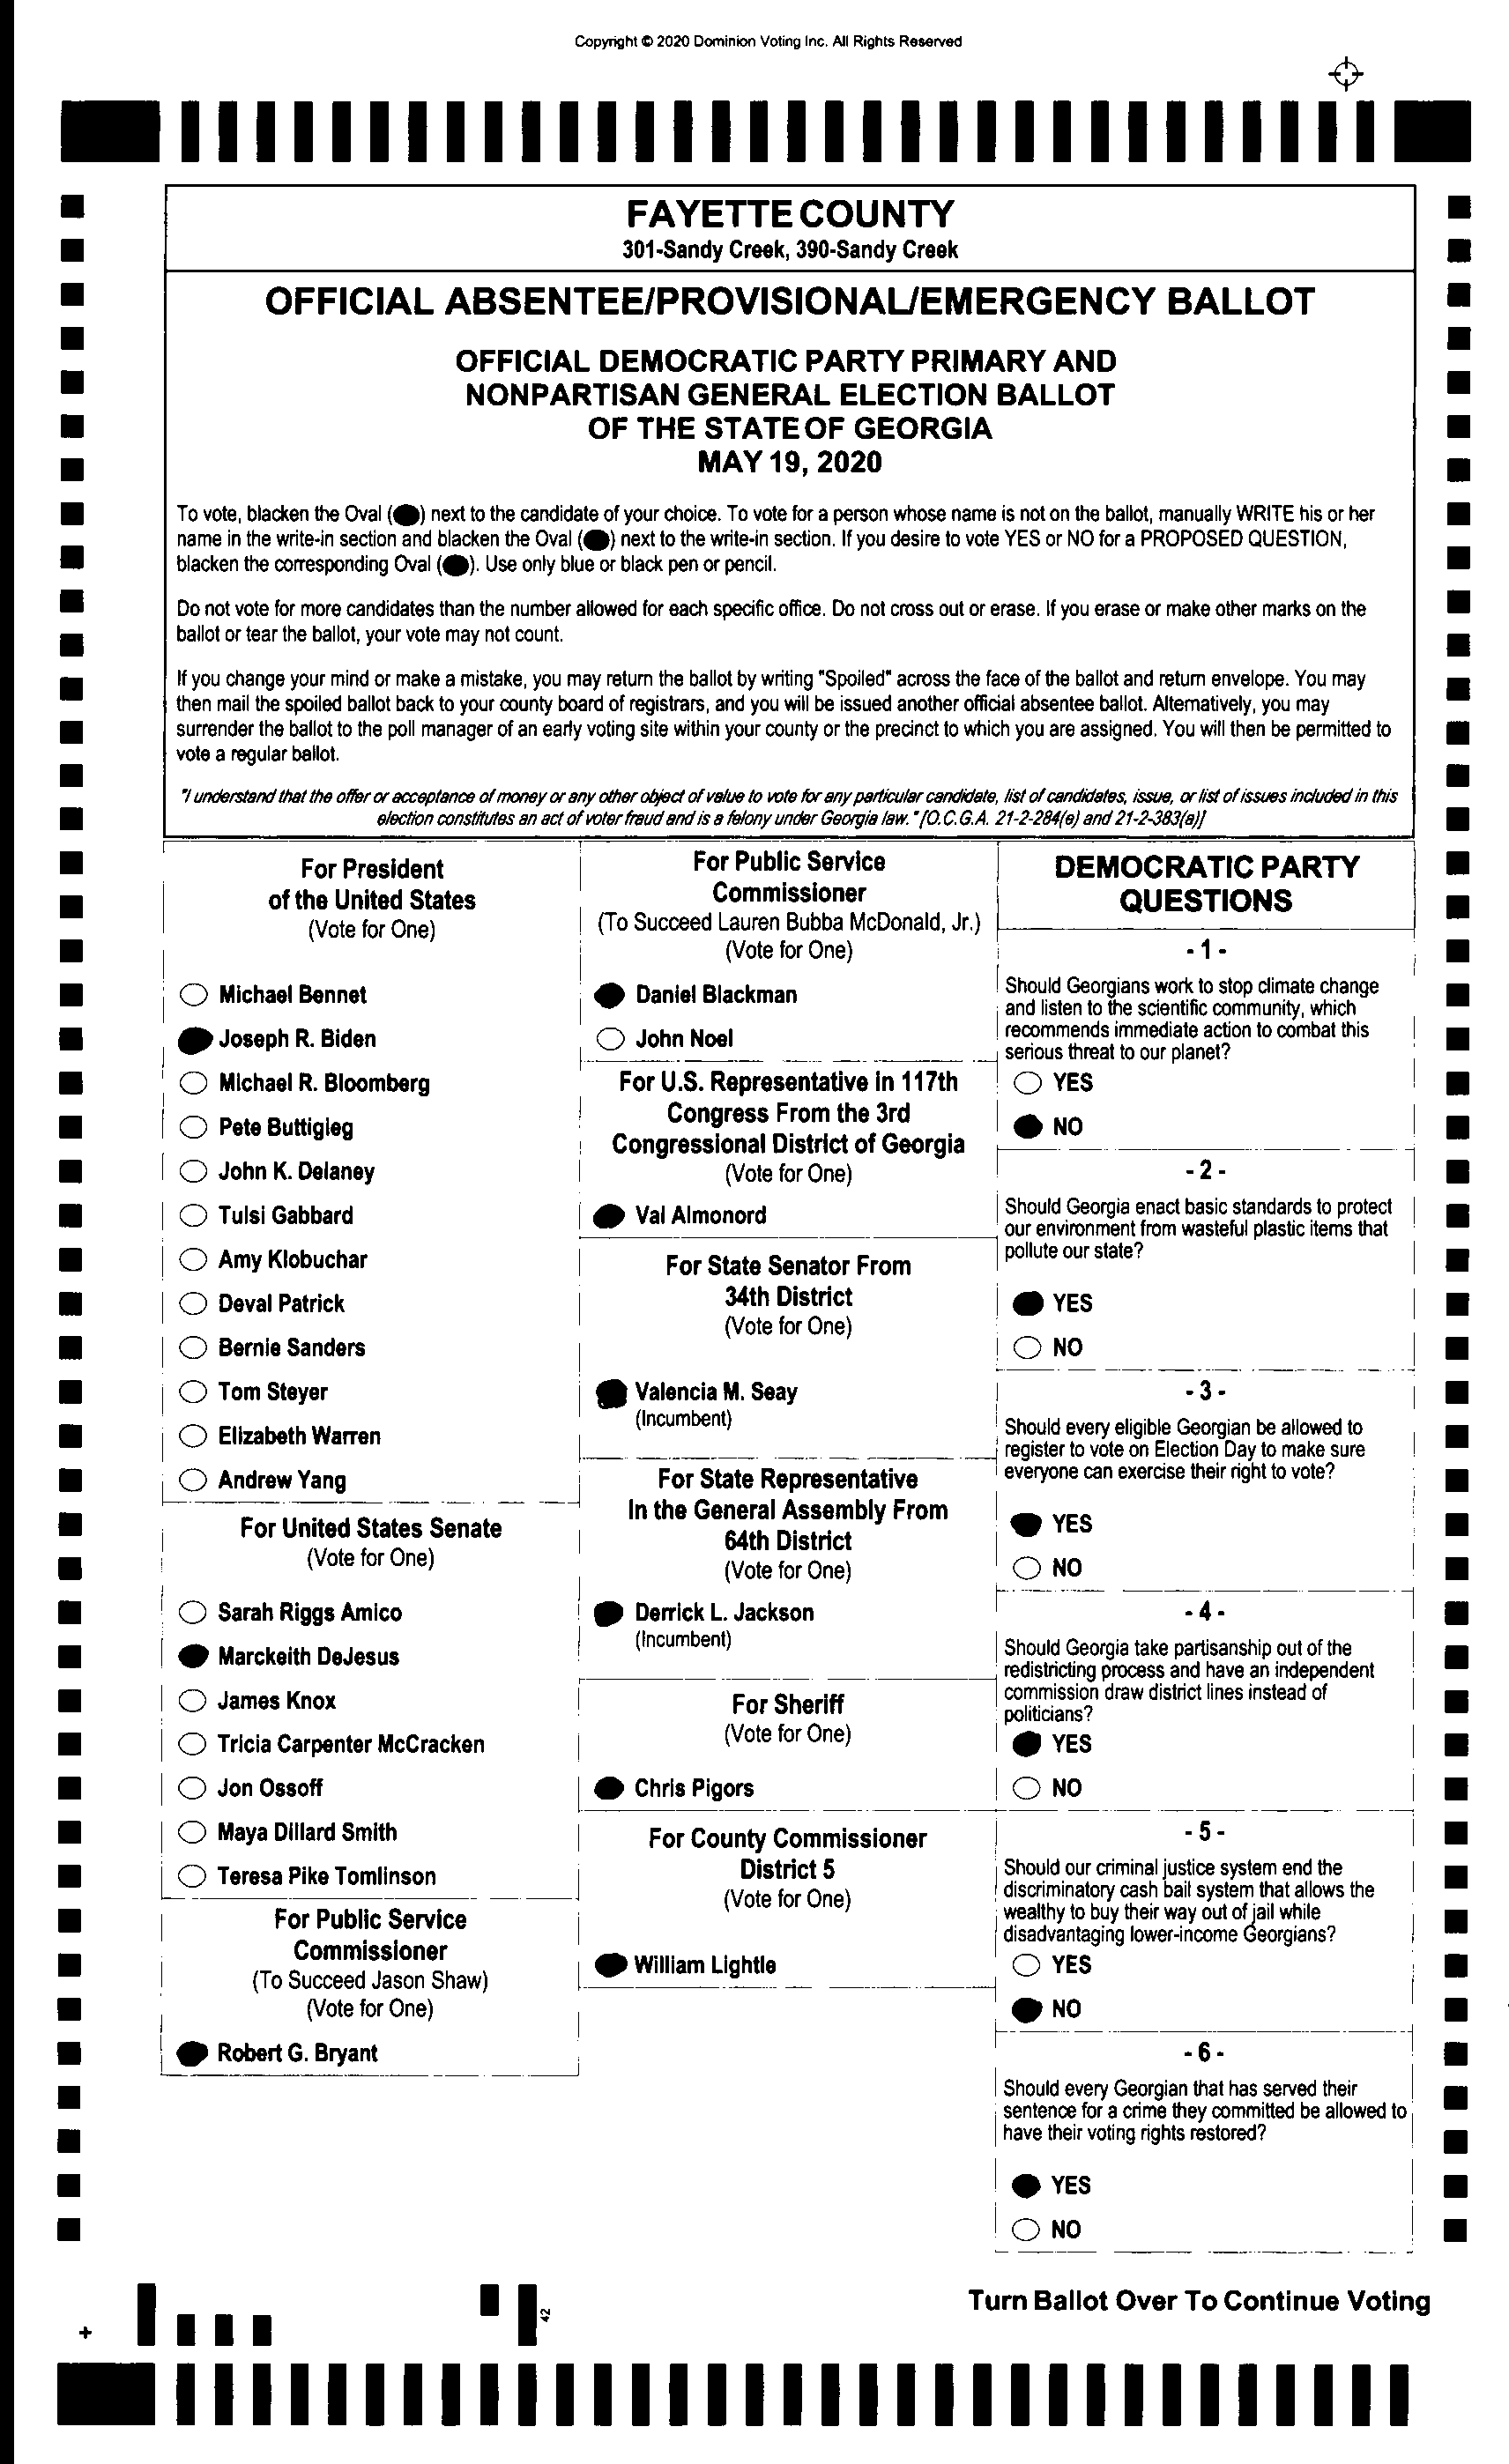 Copyright © 2020 Dominion Voting Inc. All Rights Reserved
FAYETTE COUNTY
301-Sandy Creek, 390-Sandy Creek
OFFICIAL ABSENTEE/PROVISIONAL/EMERGENCY BALLOT
OFFICIAL DEMOCRATIC PARTY PRIMARY AND
NONPARTISAN GENERAL ELECTION BALLOT
OF THE STATE OF GEORGIA
MAY 19, 2020
To vote, blacken the Oval ( ) next to the candidate of your choice. To vote for a person whose name is not on the ballot, manually WRITE his or her
name in the write-in section and blacken the Oval ( ) next to the write-in section. If you desire to vote YES or NO for a PROPOSED QUESTION,
blacken the corresponding Oval ( ). Use only blue or black pen or pencil.
Do not vote for more candidates than the number allowed for each specific office. Do not cross out or erase. If you erase or make other marks on the
ballot or tear the ballot, your vote may not count.
If you change your mind or make a mistake, you may return the ballot by writing "Spoiled" across the face of the ballot and return envelope. You may
then mail the spoiled ballot back to your county board of registrars, and you will be issued another official absentee ballot. Alternatively, you may
surrender the ballot to the poll manager of an early voting site within your county or the precinct to which you are assigned. You will then be permitted to
vote a regular ballot.
"I understand that the offer or acceptance of money or any other object of value to vote for any particular candidate, list of candidates, issue, or list of issues included in this
election constitutes an act of voter fraud and is a felony under Georgia law. "[O.C.G.A. 21-2-284(e) and 21-2-383(a)]
For President
of the United States
(Vote for One)
Michael Bennet
Joseph R. Biden
Michael R. Bloomberg
Pete Buttigieg
John K. Delaney
Tulsi Gabbard
Amy Klobuchar
Deval Patrick
Bernie Sanders
Tom Steyer
Elizabeth Warren
Andrew Yang
For United States Senate
(Vote for One)
Sarah Riggs Amico
Marckeith DeJesus
James Knox
Tricia Carpenter McCracken
Jon Ossoff
Maya Dillard Smith
Teresa Pike Tomlinson
For Public Service
Commissioner
(To Succeed Jason Shaw)
(Vote for One)
Robert G. Bryant
For Public Service
Commissioner
(To Succeed Lauren Bubba McDonald, Jr.)
(Vote for One)
Daniel Blackman
John Noel
For U.S. Representative in 117th
Congress From the 3rd
Congressional District of Georgia
(Vote for One)
Val Almonord
For State Senator From
34th District
(Vote for One)
Valencia M. Seay
(Incumbent)
For State Representative
In the General Assembly From
64th District
(Vote for One)
Derrick L. Jackson
(Incumbent)
For Sheriff
(Vote for One)
Chris Pigors
For County Commissioner
District 5
(Vote for One)
William Lightle
DEMOCRATIC PARTY
QUESTIONS
- 1 -
Should Georgians work to stop climate change
and listen to the scientific community, which
recommends immediate action to combat this
serious threat to our planet?
YES
NO
- 2 -
Should Georgia enact basic standards to protect
our environment from wasteful plastic items that
pollute our state?
YES
NO
- 3 -
Should every eligible Georgian be allowed to
register to vote on Election Day to make sure
everyone can exercise their right to vote?
YES
NO
- 4 -
Should Georgia take partisanship out of the
redistricting process and have an independent
commission draw district lines instead of
politicians?
YES
NO
- 5 -
Should our criminal justice system end the
discriminatory cash bail system that allows the
wealthy to buy their way out of jail while
disadvantaging lower-income Georgians?
YES
NO
- 6 -
Should every Georgian that has served their
sentence for a crime they committed be allowed to
have their voting rights restored?
YES
NO
Turn Ballot Over To Continue Voting
42